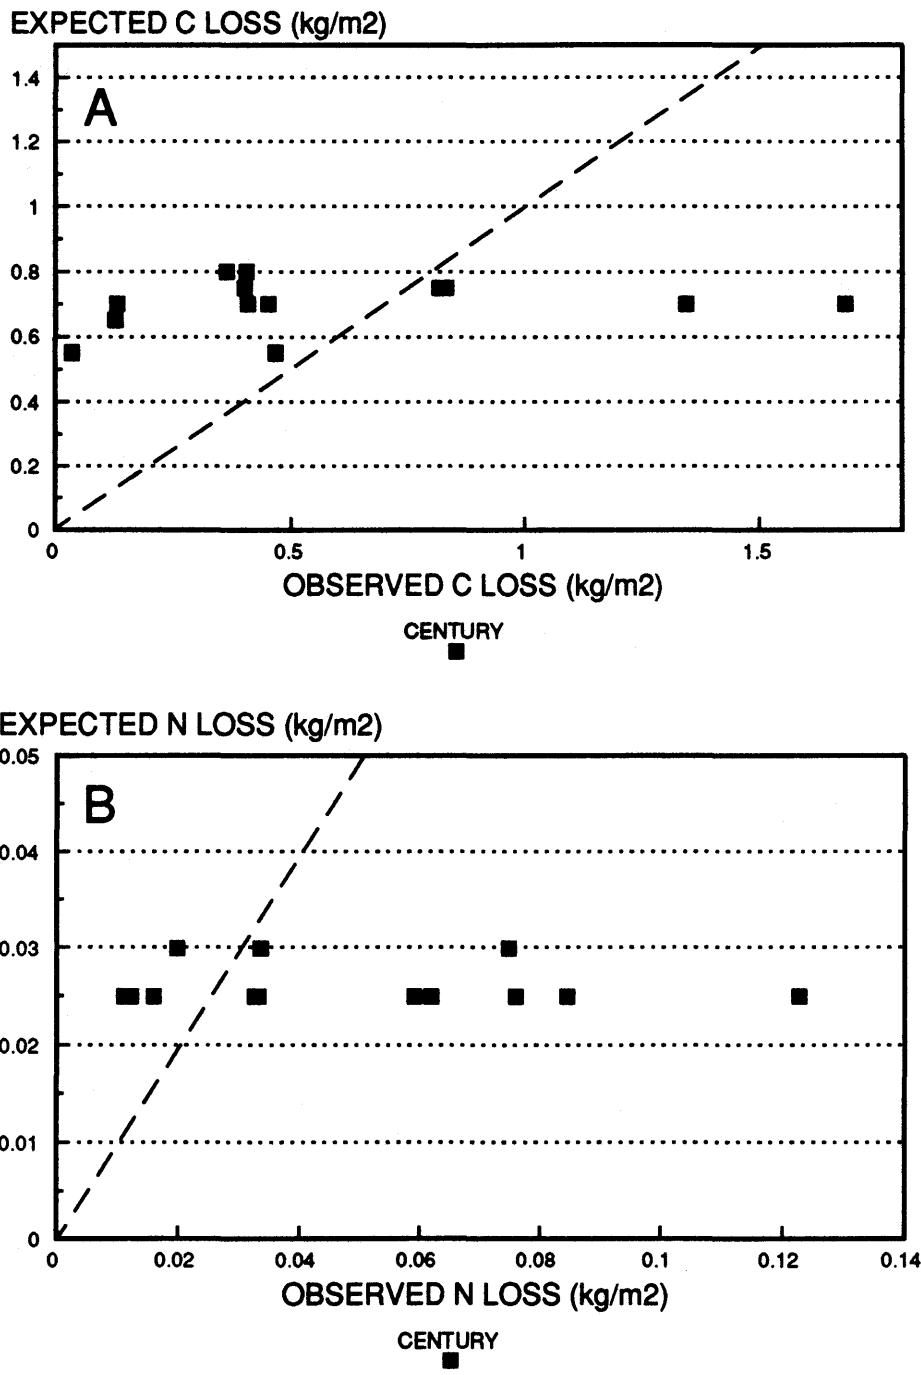 EXPECTED C LOSS (kg/m2)
1.4
A
1.2
1
0.8
0.6
0.4
0.2
0
0 0.5 1 1.5
OBSERVED C LOSS (kg/m2)
CENTURY
EXPECTED N LOSS (kg/m2)
0.05
B
0.04
0.03
0.02
0.01
0
0 0.02 0.04 0.06 0.08 0.1 0.12 0.14
OBSERVED N LOSS (kg/m2)
CENTURY